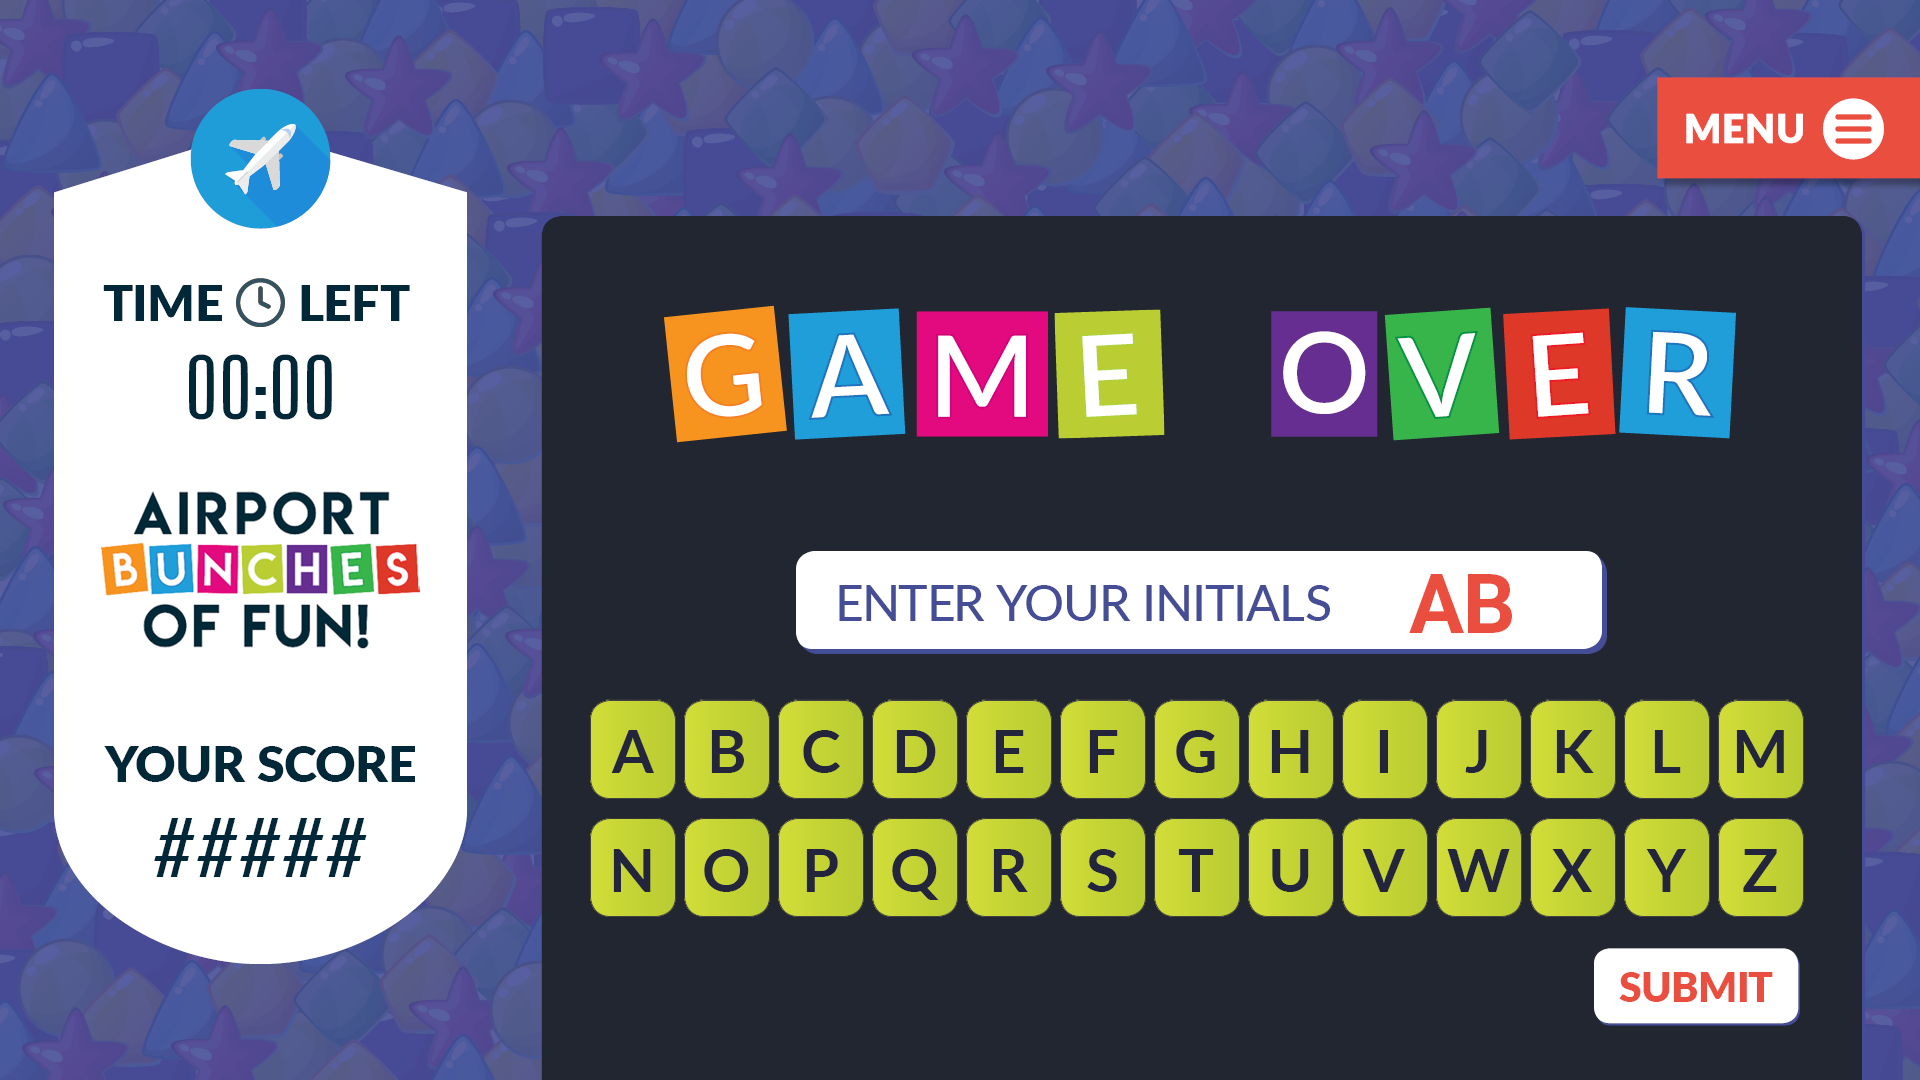 MENU
TIME LEFT
00:00
AIRPORT
BUNCHES
OF FUN!
YOUR SCORE
#####
GAME OVER
ENTER YOUR INITIALS AB
A B C D E F G H I J K L M
N O P Q R S T U V W X Y Z
SUBMIT